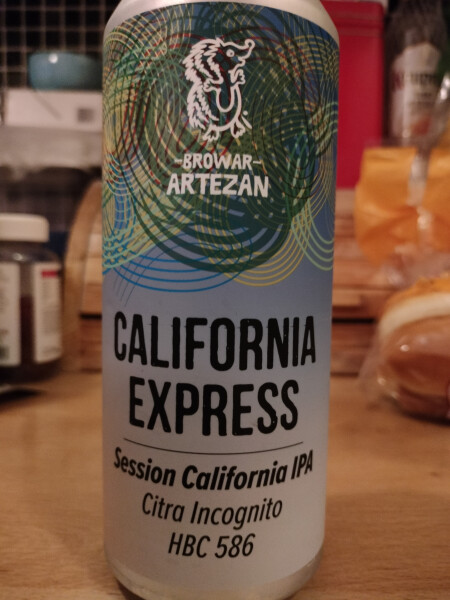 -BROWAR-
ARTEZAN
CALIFORNIA
EXPRESS
Session California IPA
Citra Incognito
HBC 586